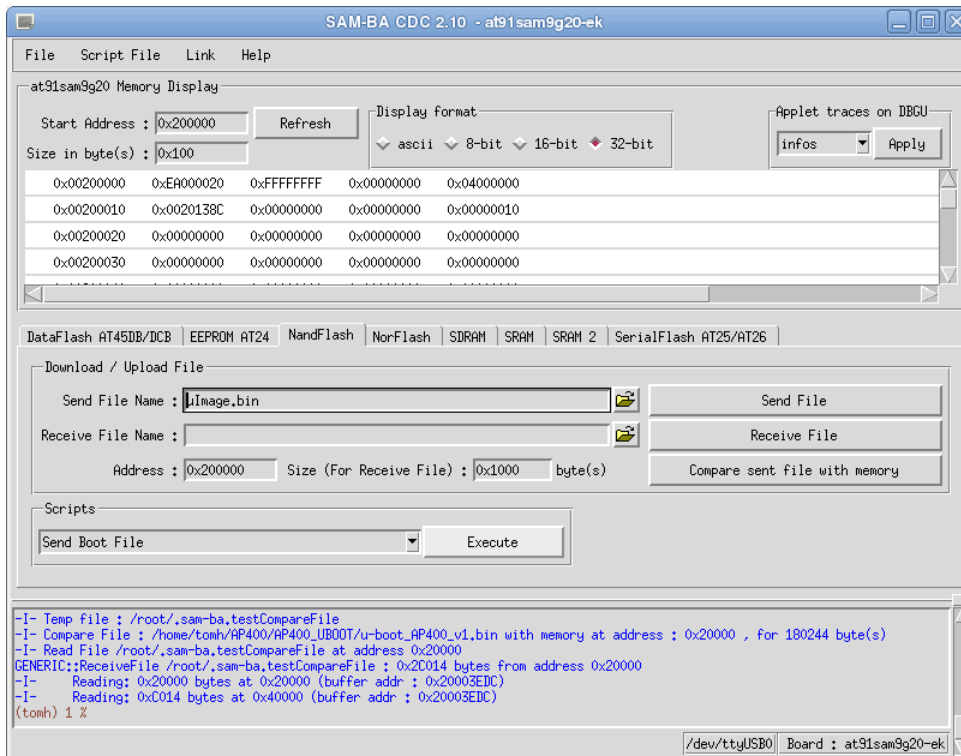 SAM-BA CDC 2.10 - at91sam9g20-ek
File Script File Link Help
at91sam9g20 Memory Display
Start Address : 0x200000 Refresh
Size in byte(s) : 0x100
Display format
ascii 8-bit 16-bit 32-bit
Applet traces on DBGU
infos Apply
0x00200000 0xEA000020 0xFFFFFFFF 0x00000000 0x04000000
0x00200010 0x0020138C 0x00000000 0x00000000 0x00000010
0x00200020 0x00000000 0x00000000 0x00000000 0x00000000
0x00200030 0x00000000 0x00000000 0x00000000 0x00000000
DataFlash AT45DB/DCB EEPROM AT24 NandFlash NorFlash SDRAM SRAM SRAM 2 SerialFlash AT25/AT26
Download / Upload File
Send File Name : uImage.bin Send File
Receive File Name : Receive File
Address : 0x200000 Size (For Receive File) : 0x1000 byte(s) Compare sent file with memory
Scripts
Send Boot File Execute
-I- Temp file : /root/.sam-ba.testCompareFile
-I- Compare File : /home/tomh/AP400/AP400_UBOOT/u-boot_AP400_v1.bin with memory at address : 0x20000 , for 180244 byte(s)
-I- Read File /root/.sam-ba.testCompareFile at address 0x20000
GENERIC::ReceiveFile /root/.sam-ba.testCompareFile : 0x2C014 bytes from address 0x20000
-I- Reading: 0x20000 bytes at 0x20000 (buffer addr : 0x20003EDC)
-I- Reading: 0xC014 bytes at 0x40000 (buffer addr : 0x20003EDC)
(tomh) 1 %
/dev/ttyUSB0 Board : at91sam9g20-ek